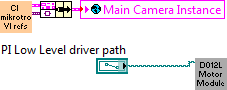 CI
mikrotro
VI refs
Main Camera Instance
PI Low Level driver path
D012L
Motor
Module